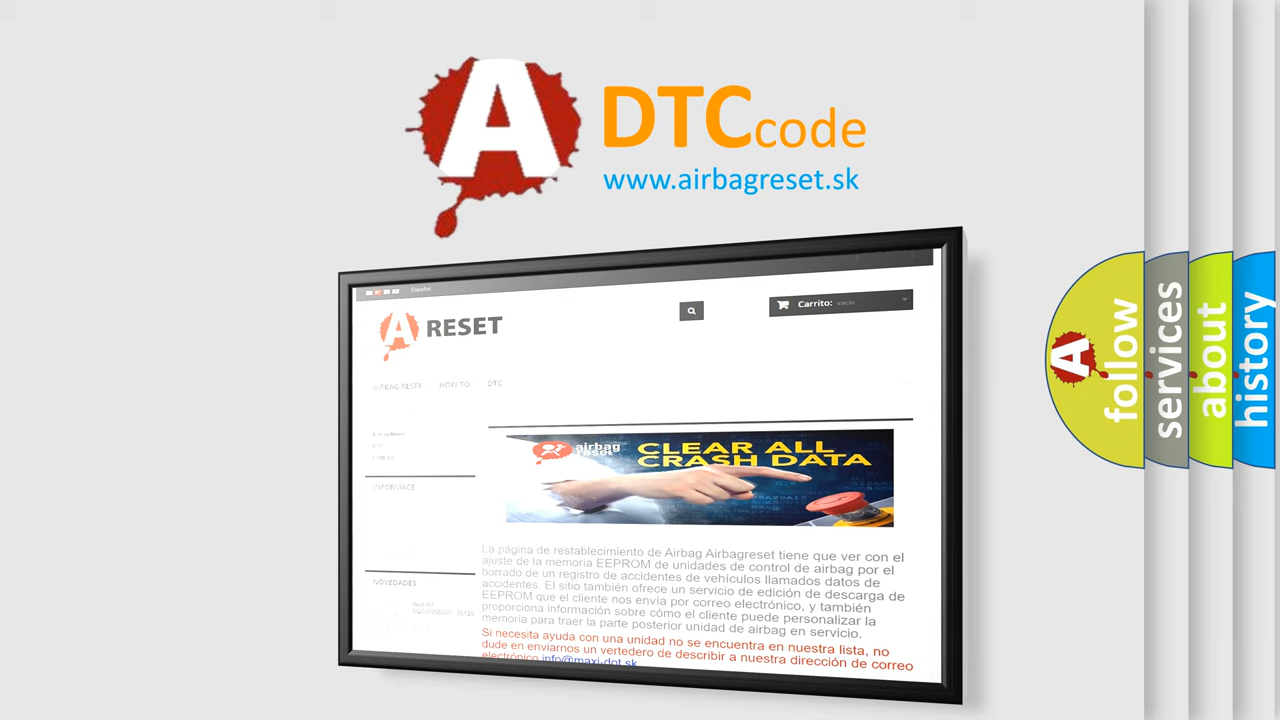 A
DTCcode
www.airbagreset.sk
Español
A RESET
Carrito: vacío
AIRBAG RESET HOW TO DTC
INFORMACE
NOVEDADES
airbag
reset
CLEAR ALL
CRASH DATA
La página de restablecimiento de Airbag Airbagreset tiene que ver con el
ajuste de la memoria EEPROM de unidades de control de airbag por el
borrado de un registro de accidentes de vehículos llamados datos de
accidentes. El sitio también ofrece un servicio de edición de descarga de
EEPROM que el cliente nos envía por correo electrónico, y también
proporciona información sobre cómo el cliente puede personalizar la
memoria para traer la parte posterior unidad de airbag en servicio.
Si necesita ayuda con una unidad no se encuentra en nuestra lista, no
dude en enviarnos un vertedero de describir a nuestra dirección de correo
electrónico info@maxi-dot.sk
A
follow
services
about
history